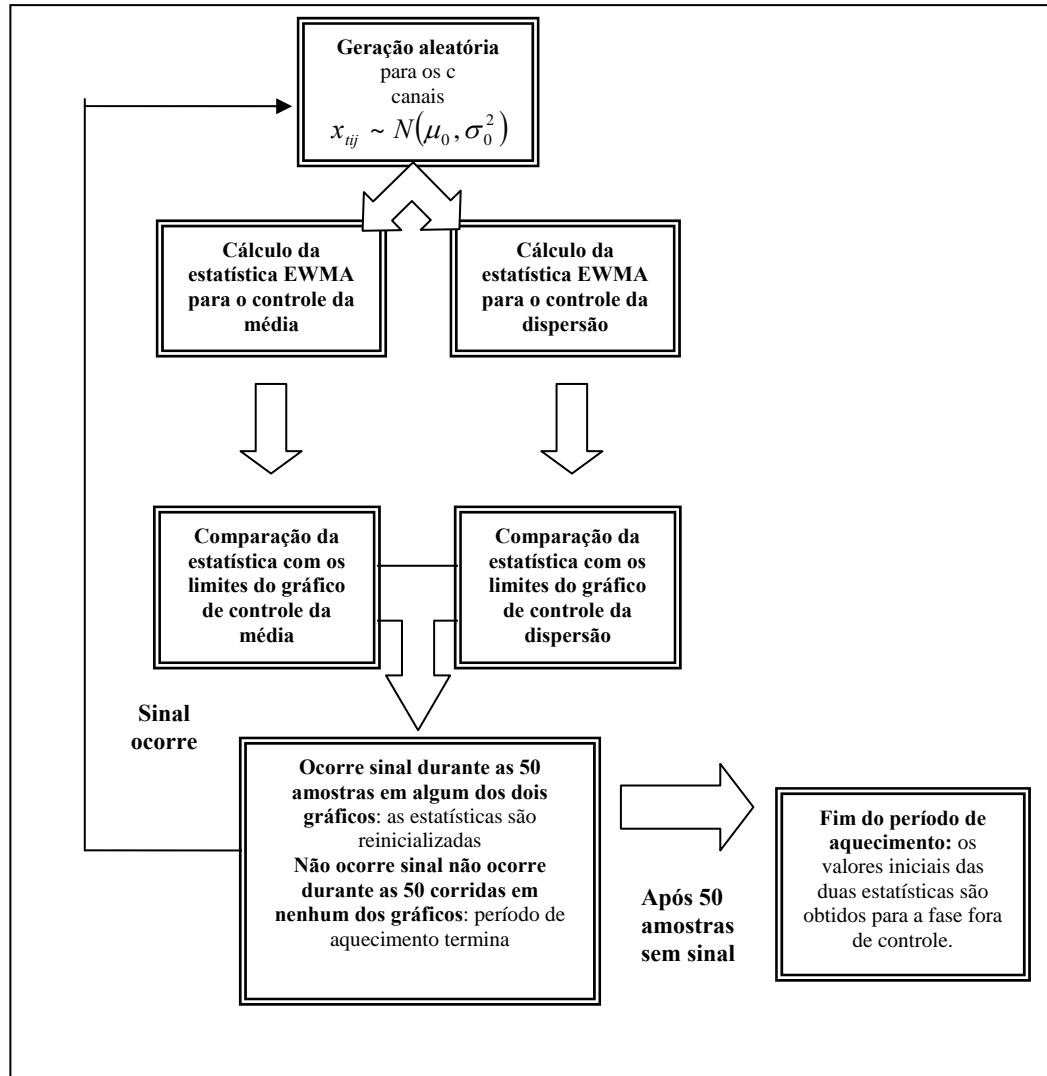 Geração aleatória
para os c
canais
x_{tij} ~ N(μ_0, σ_0^2)
Cálculo da
estatística EWMA
para o controle da
média
Cálculo da
estatística EWMA
para o controle da
dispersão
Comparação da
estatística com os
limites do gráfico
de controle da
média
Comparação da
estatística com os
limites do gráfico
de controle da
dispersão
Sinal
ocorre
Ocorre sinal durante as 50
amostras em algum dos dois
gráficos: as estatísticas são
reinicializadas
Não ocorre sinal não ocorre
durante as 50 corridas em
nenhum dos gráficos: período de
aquecimento termina
Após 50
amostras
sem sinal
Fim do período de
aquecimento: os
valores iniciais das
duas estatísticas são
obtidos para a fase fora
de controle.